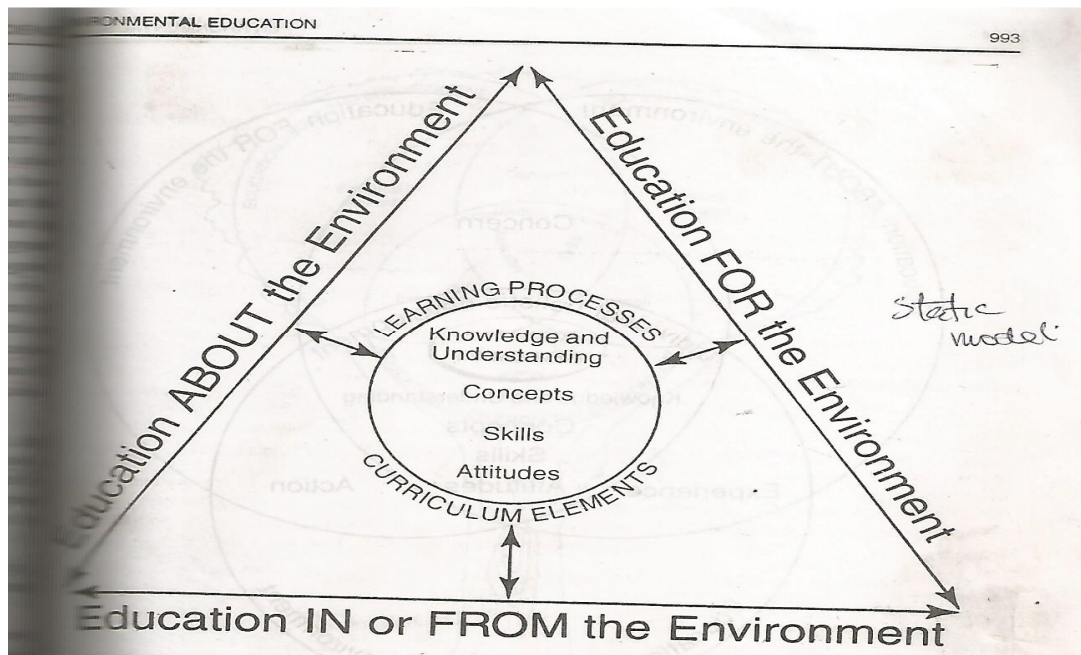 IRONMENTAL EDUCATION
993
Education ABOUT the Environment
Education FOR the Environment
LEARNING PROCESSES
Knowledge and
Understanding
Concepts
Skills
Attitudes
CURRICULUM ELEMENTS
Education IN or FROM the Environment
static
model